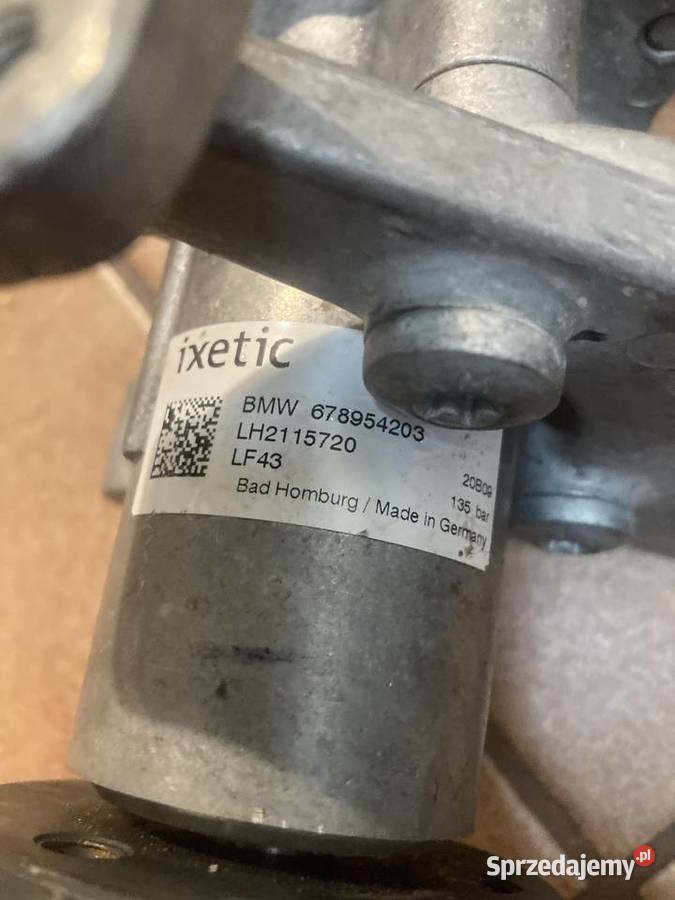 ixetic
BMW 678954203
LH2115720
LF43
20B09
135 bar
Bad Homburg / Made in Germany
Sprzedajemy.pl